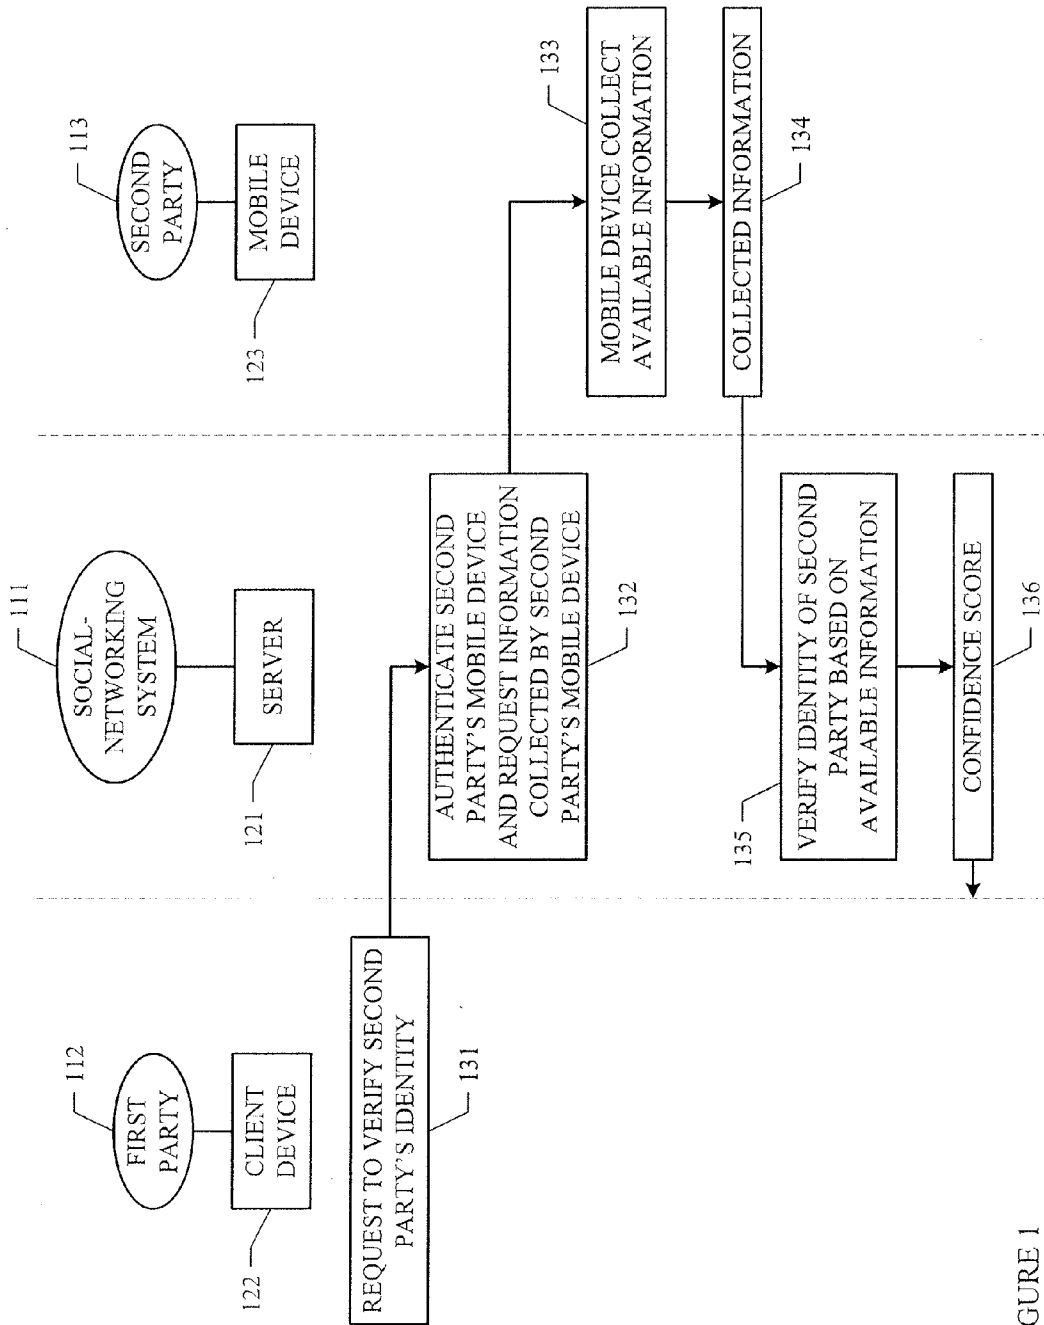 112
FIRST
PARTY
CLIENT
DEVICE
122
111
SOCIAL-
NETWORKING
SYSTEM
SERVER
121
113
SECOND
PARTY
MOBILE
DEVICE
123
REQUEST TO VERIFY SECOND
PARTY'S IDENTITY
131
AUTHENTICATE SECOND
PARTY'S MOBILE DEVICE
AND REQUEST INFORMATION
COLLECTED BY SECOND
PARTY'S MOBILE DEVICE
132
133
MOBILE DEVICE COLLECT
AVAILABLE INFORMATION
COLLECTED INFORMATION
134
135
VERIFY IDENTITY OF SECOND
PARTY BASED ON
AVAILABLE INFORMATION
CONFIDENCE SCORE
136
GURE 1